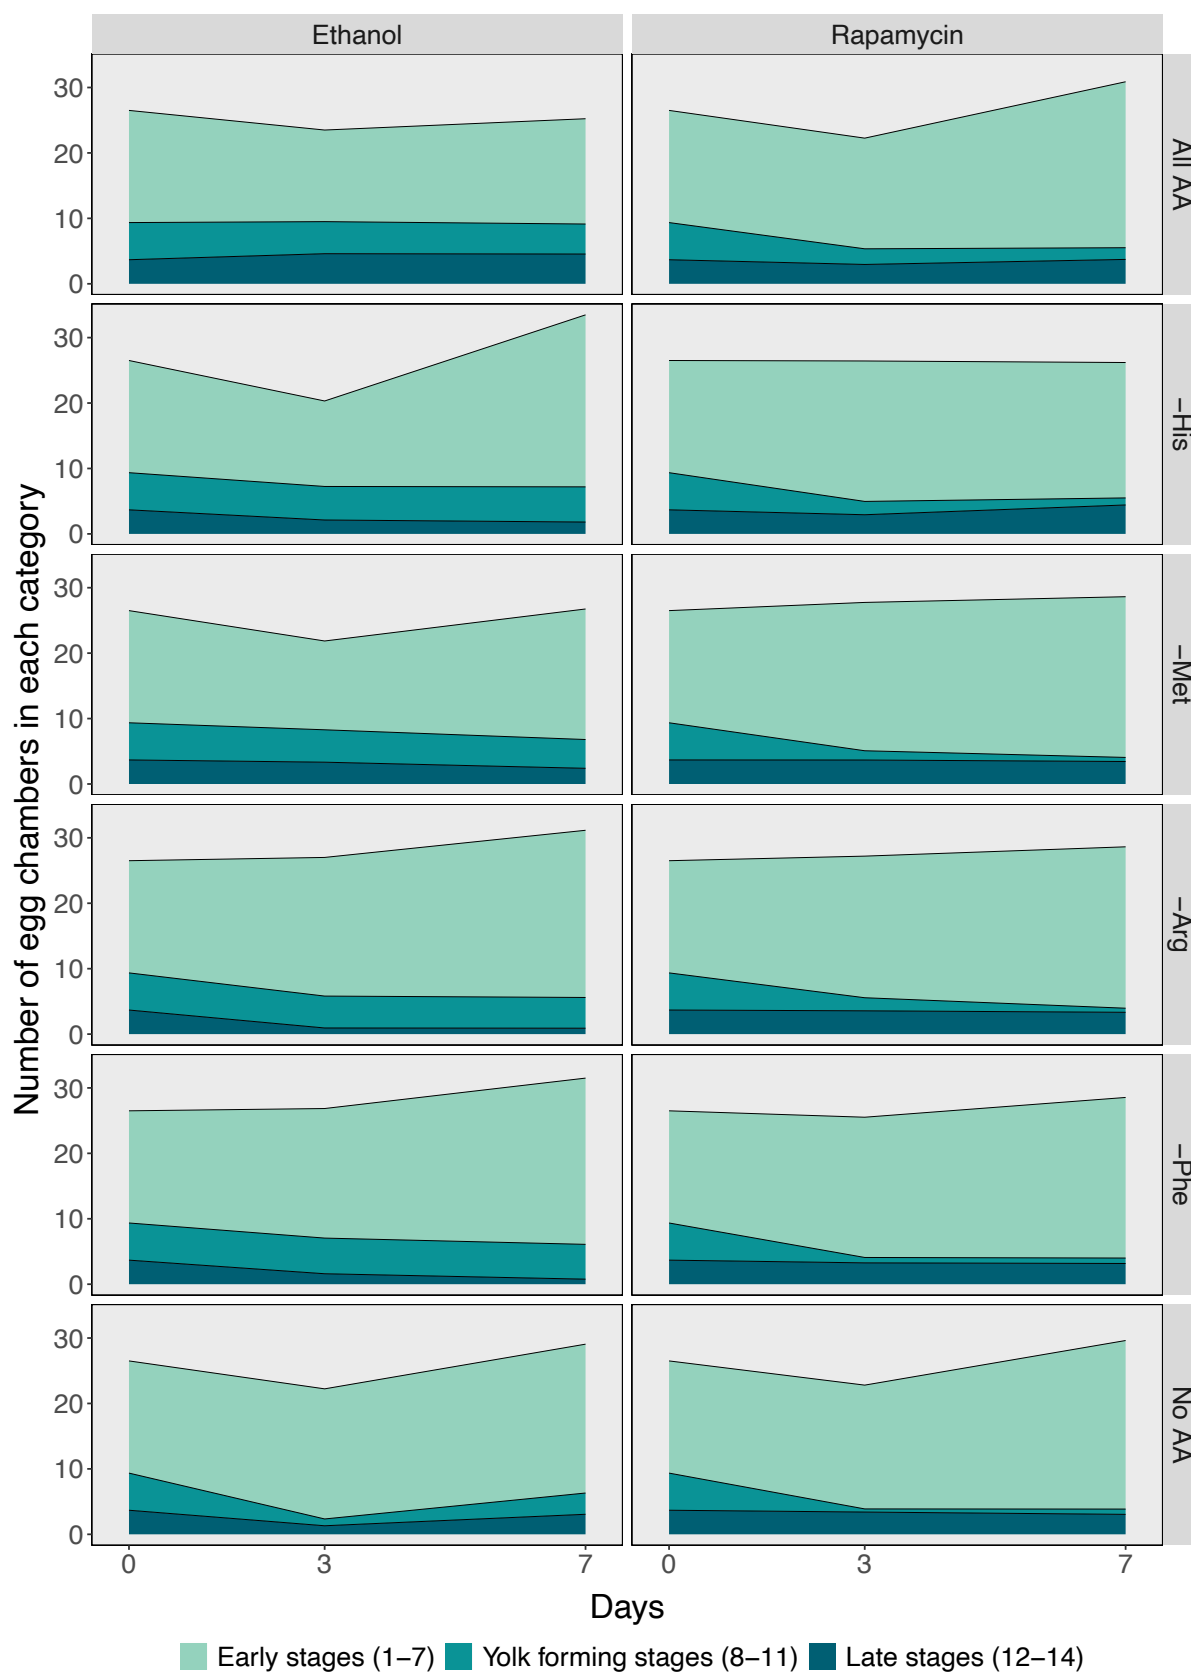 Ethanol
Rapamycin
30
20
10
0
All AA
30
20
10
0
–His
30
20
10
0
–Met
30
20
10
0
–Arg
30
20
10
0
–Phe
30
20
10
0
No AA
Number of egg chambers in each category
0 3 7
0 3 7
Days
Early stages (1–7) Yolk forming stages (8–11) Late stages (12–14)